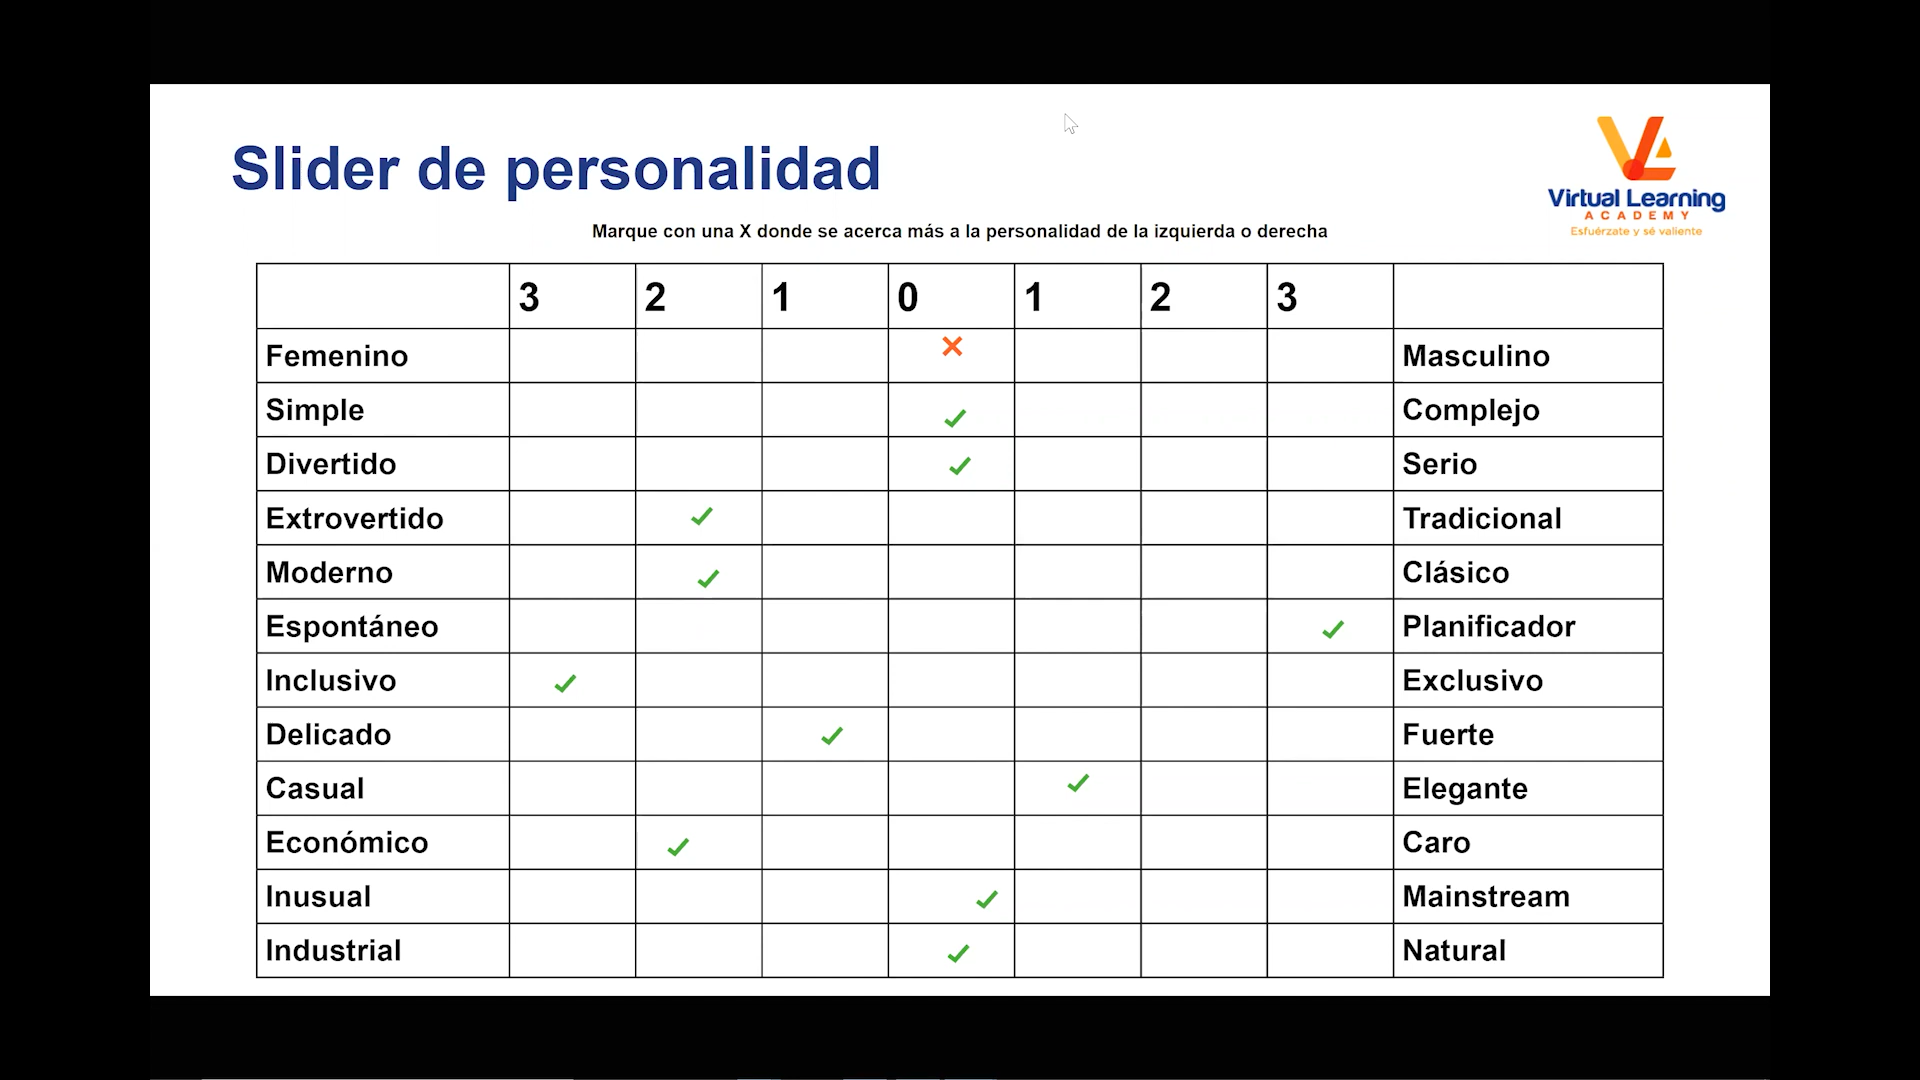 Slider de personalidad
Virtual Learning
ACADEMY
Esfuérzate y sé valiente
Marque con una X donde se acerca más a la personalidad de la izquierda o derecha
3 2 1 0 1 2 3
Femenino Masculino
Simple Complejo
Divertido Serio
Extrovertido Tradicional
Moderno Clásico
Espontáneo Planificador
Inclusivo Exclusivo
Delicado Fuerte
Casual Elegante
Económico Caro
Inusual Mainstream
Industrial Natural